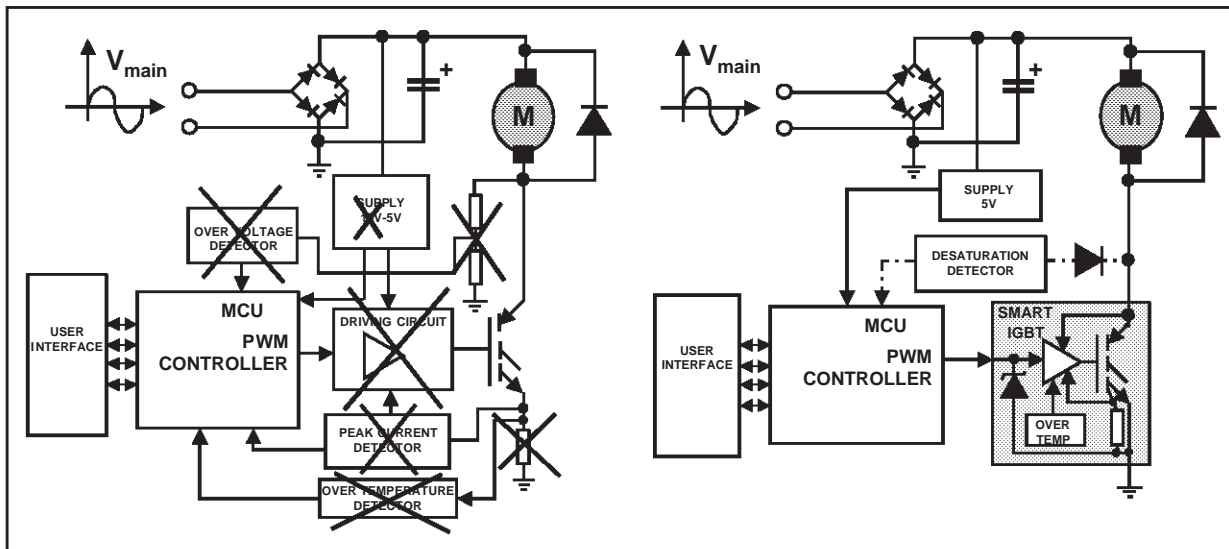 V main
+
M
SUPPLY
15V-5V
OVER VOLTAGE
DETECTOR
MCU
PWM
CONTROLLER
USER
INTERFACE
DRIVING CIRCUIT
PEAK CURRENT
DETECTOR
OVER TEMPERATURE
DETECTOR
V main
+
M
SUPPLY
5V
DESATURATION
DETECTOR
MCU
PWM
CONTROLLER
USER
INTERFACE
SMART
IGBT
OVER
TEMP